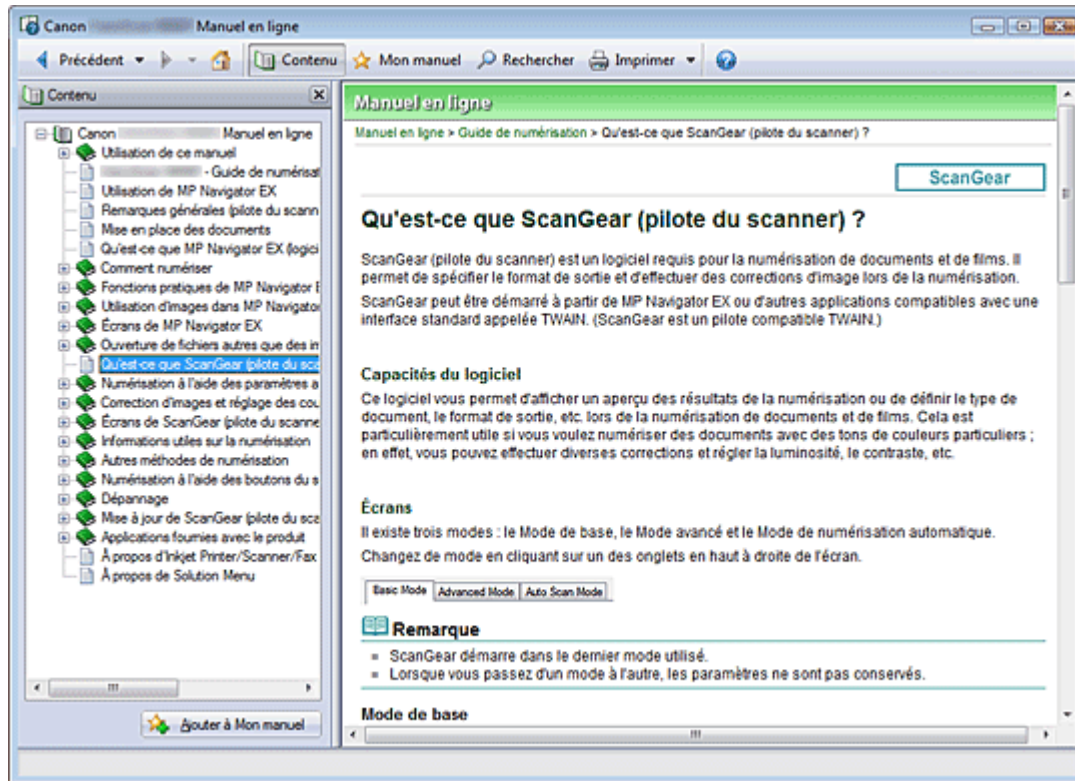 Canon Manuel en ligne
Précédent
Contenu
Mon manuel
Rechercher
Imprimer
Contenu
Canon Manuel en ligne
Utilisation de ce manuel
- Guide de numérisat
Utilisation de MP Navigator EX
Remarques générales (pilote du scann
Mise en place des documents
Qu'est-ce que MP Navigator EX (logici
Comment numériser
Fonctions pratiques de MP Navigator E
Utilisation d'images dans MP Navigator
Écrans de MP Navigator EX
Ouverture de fichiers autres que des im
Qu'est-ce que ScanGear (pilote du sca
Numérisation à l'aide des paramètres a
Correction d'images et réglage des cou
Écrans de ScanGear (pilote du scanne
Informations utiles sur la numérisation
Autres méthodes de numérisation
Numérisation à l'aide des boutons du s
Dépannage
Mise à jour de ScanGear (pilote du sca
Applications fournies avec le produit
À propos d'Inkjet Printer/Scanner/Fax
À propos de Solution Menu
Ajouter à Mon manuel
Manuel en ligne
Manuel en ligne > Guide de numérisation > Qu'est-ce que ScanGear (pilote du scanner) ?
ScanGear
Qu'est-ce que ScanGear (pilote du scanner) ?
ScanGear (pilote du scanner) est un logiciel requis pour la numérisation de documents et de films. Il
permet de spécifier le format de sortie et d'effectuer des corrections d'image lors de la numérisation.
ScanGear peut être démarré à partir de MP Navigator EX ou d'autres applications compatibles avec une
interface standard appelée TWAIN. (ScanGear est un pilote compatible TWAIN.)
Capacités du logiciel
Ce logiciel vous permet d'afficher un aperçu des résultats de la numérisation ou de définir le type de
document, le format de sortie, etc. lors de la numérisation de documents et de films. Cela est
particulièrement utile si vous voulez numériser des documents avec des tons de couleurs particuliers ;
en effet, vous pouvez effectuer diverses corrections et régler la luminosité, le contraste, etc.
Écrans
Il existe trois modes : le Mode de base, le Mode avancé et le Mode de numérisation automatique.
Changez de mode en cliquant sur un des onglets en haut à droite de l'écran.
Basic Mode Advanced Mode Auto Scan Mode
Remarque
ScanGear démarre dans le dernier mode utilisé.
Lorsque vous passez d'un mode à l'autre, les paramètres ne sont pas conservés.
Mode de base